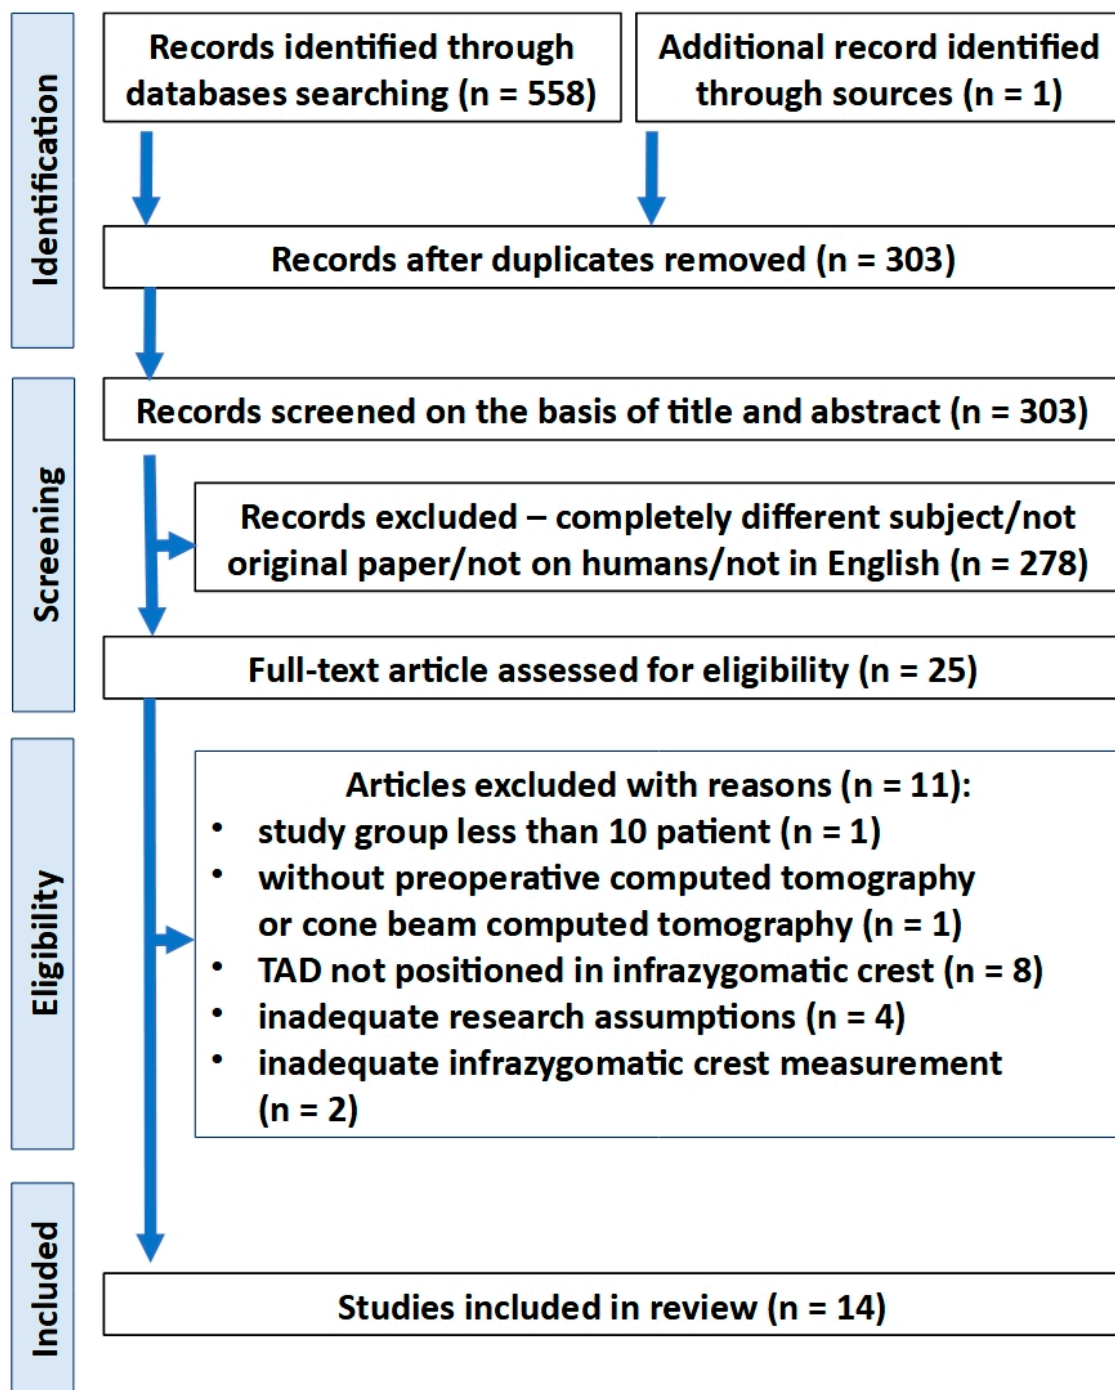 Identification
Records identified through
databases searching (n = 558)
Additional record identified
through sources (n = 1)
Records after duplicates removed (n = 303)
Screening
Records screened on the basis of title and abstract (n = 303)
Records excluded – completely different subject/not
original paper/not on humans/not in English (n = 278)
Full-text article assessed for eligibility (n = 25)
Eligibility
Articles excluded with reasons (n = 11):
• study group less than 10 patient (n = 1)
• without preoperative computed tomography
or cone beam computed tomography (n = 1)
• TAD not positioned in infrazygomatic crest (n = 8)
• inadequate research assumptions (n = 4)
• inadequate infrazygomatic crest measurement
(n = 2)
Included
Studies included in review (n = 14)